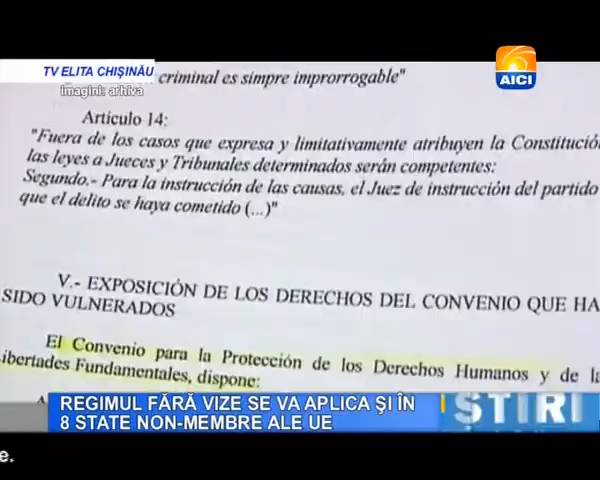 TV ELITA CHIŞINĂU
imagini: arhiva
AICI
criminal es simpre improrrogable"
Artículo 14:
"Fuera de los casos que expresa y limitativamente atribuyen la Constitución
las leyes a Jueces y Tribunales determinados serán competentes:
Segundo.- Para la instrucción de las causas, el Juez de instrucción del partido
que el delito se haya cometido (...)"
V.- EXPOSICIÓN DE LOS DERECHOS DEL CONVENIO QUE HA
SIDO VULNERADOS
El Convenio para la Protección de los Derechos Humanos y de la
libertades Fundamentales, dispone:
A
REGIMUL FĂRĂ VIZE SE VA APLICA ŞI ÎN
8 STATE NON-MEMBRE ALE UE
ŞTIRI
e.